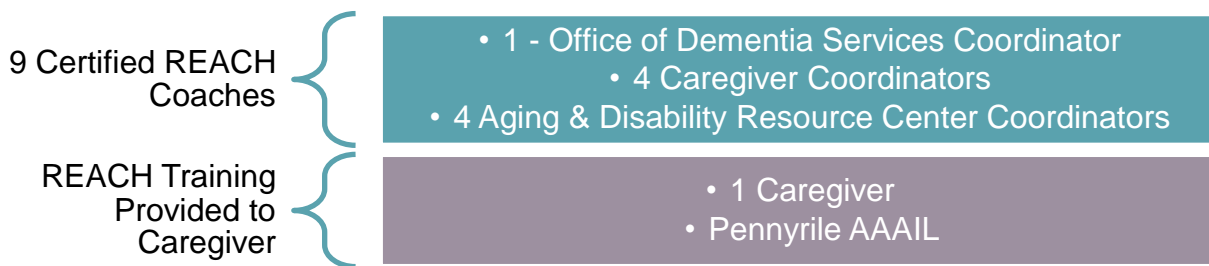 9 Certified REACH
Coaches
• 1 - Office of Dementia Services Coordinator
• 4 Caregiver Coordinators
• 4 Aging & Disability Resource Center Coordinators
REACH Training
Provided to
Caregiver
• 1 Caregiver
• Pennyrile AAAIL